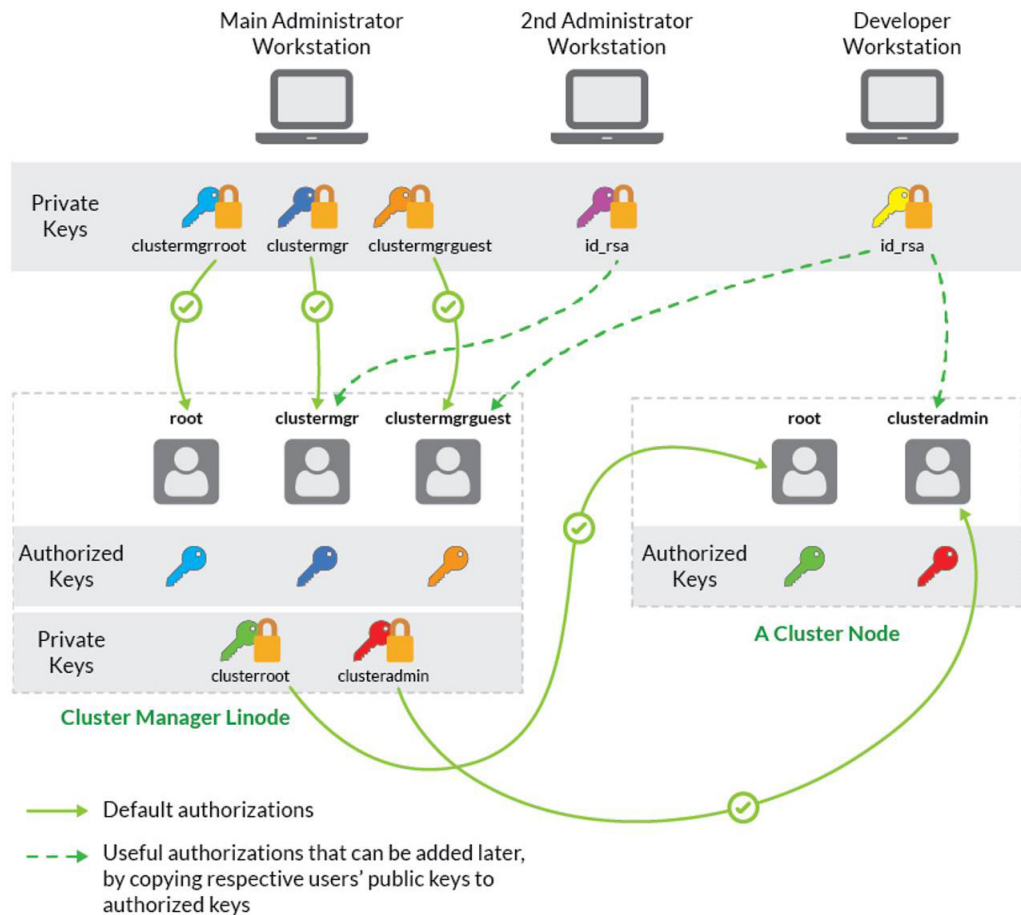 Main Administrator
Workstation
2nd Administrator
Workstation
Developer
Workstation
Private
Keys
clustermgrroot
clustermgr
clustermgrguest
id_rsa
id_rsa
root
clustermgr
clustermgrguest
root
clusteradmin
Authorized
Keys
Authorized
Keys
Private
Keys
clusterroot
clusteradmin
A Cluster Node
Cluster Manager Linode
Default authorizations
Useful authorizations that can be added later,
by copying respective users’ public keys to
authorized keys